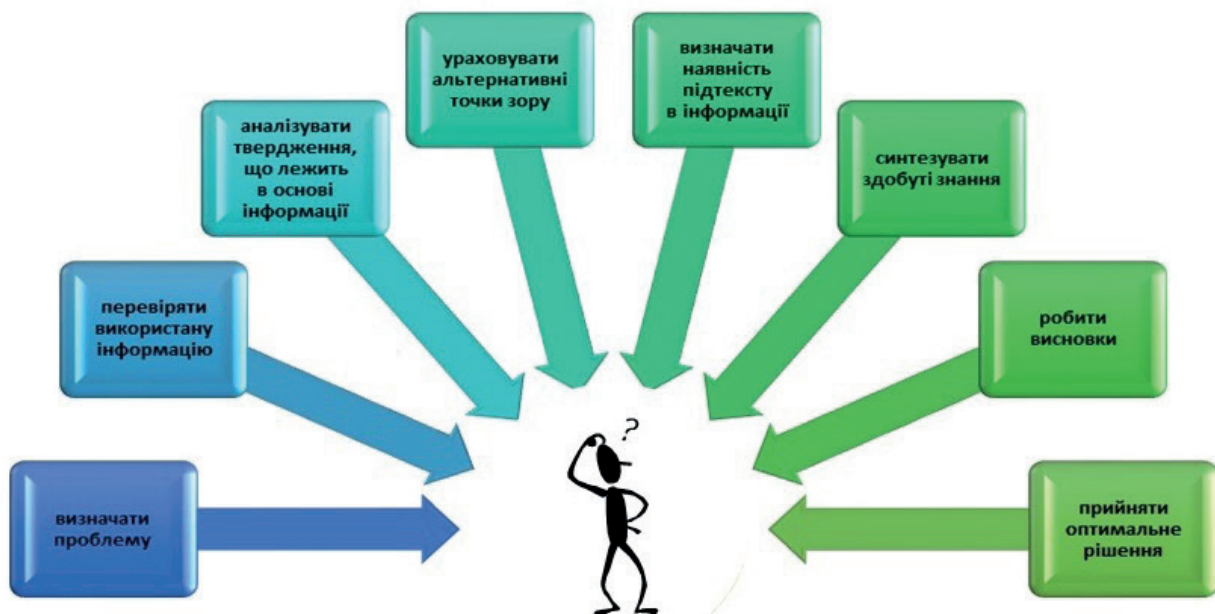 визначати
проблему
перевіряти
використану
інформацію
аналізувати
твердження,
що лежить
в основі
інформації
ураховувати
альтернативні
точки зору
визначати
наявність
підтексту
в інформації
синтезувати
здобуті знання
робити
висновки
прийняти
оптимальне
рішення
?